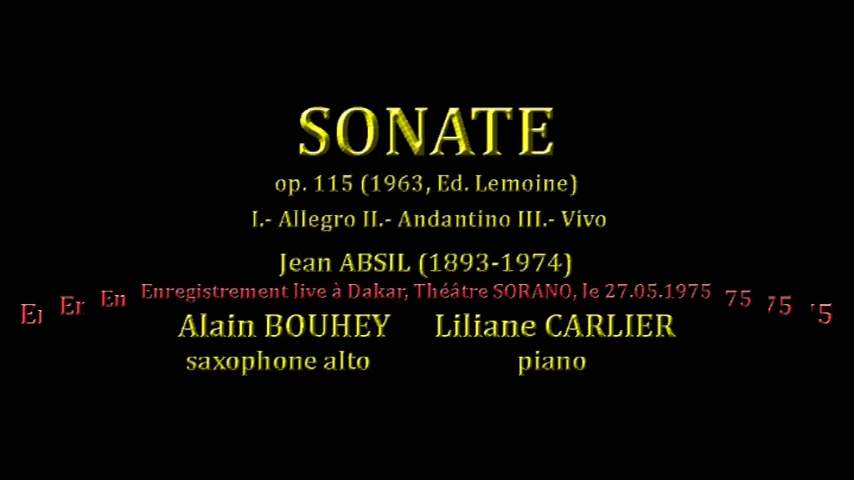 SONATE
op. 115 (1963, Ed. Lemoine)
I.- Allegro II.- Andantino III.- Vivo
Jean ABSIL (1893-1974)
Enregistrement live à Dakar, Théâtre SORANO, le 27.05.1975
Alain BOUHEY Liliane CARLIER
saxophone alto piano